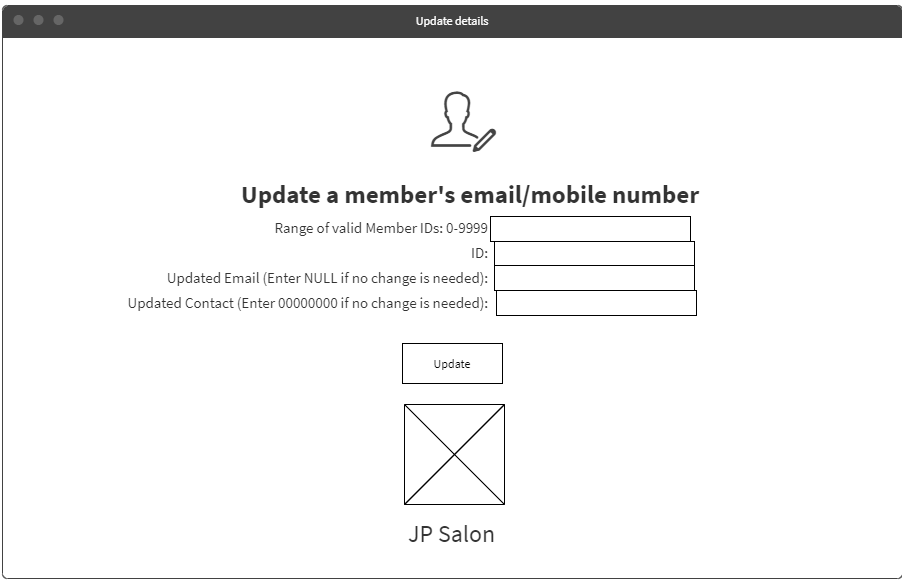 Update details
Update a member's email/mobile number
Range of valid Member IDs: 0-9999
ID:
Updated Email (Enter NULL if no change is needed):
Updated Contact (Enter 00000000 if no change is needed):
Update
JP Salon